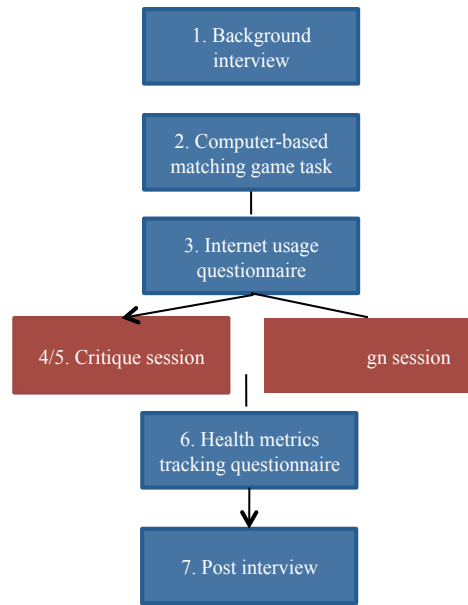 1. Background
interview
2. Computer-based
matching game task
3. Internet usage
questionnaire
4/5. Critique session
gn session
6. Health metrics
tracking questionnaire
7. Post interview